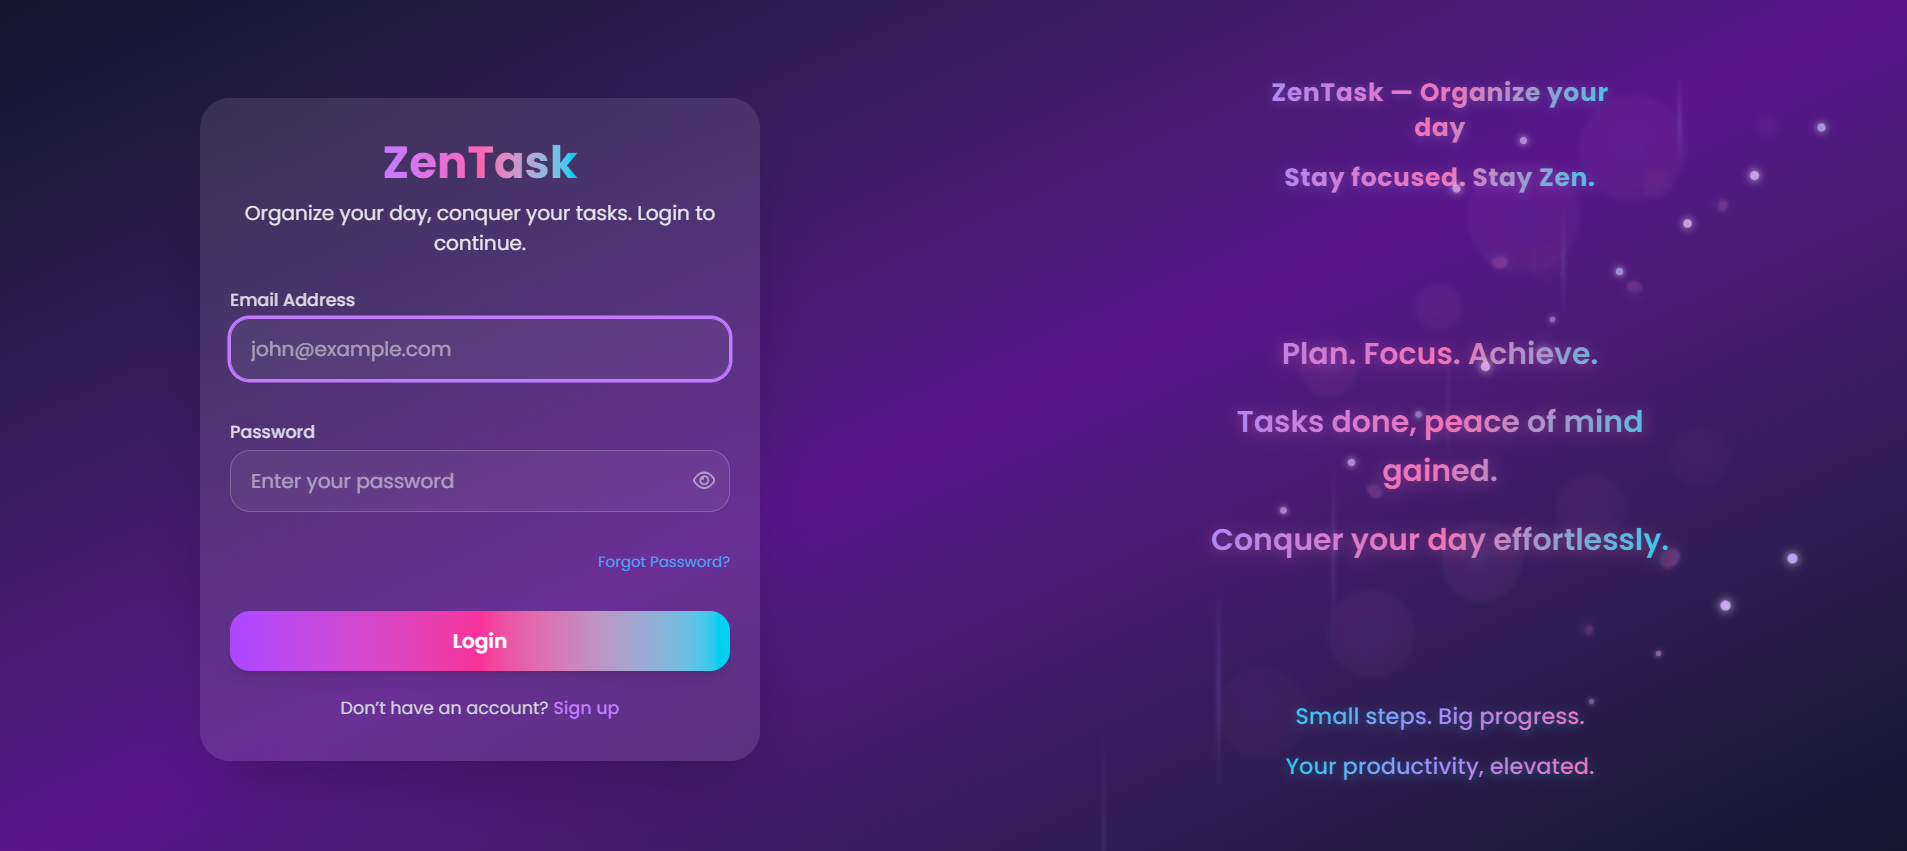 ZenTask
Organize your day, conquer your tasks. Login to
continue.
Email Address
john@example.com
Password
Enter your password
Forgot Password?
Login
Don't have an account? Sign up
ZenTask — Organize your
day
Stay focused. Stay Zen.
Plan. Focus. Achieve.
Tasks done, peace of mind
gained.
Conquer your day effortlessly.
Small steps. Big progress.
Your productivity, elevated.